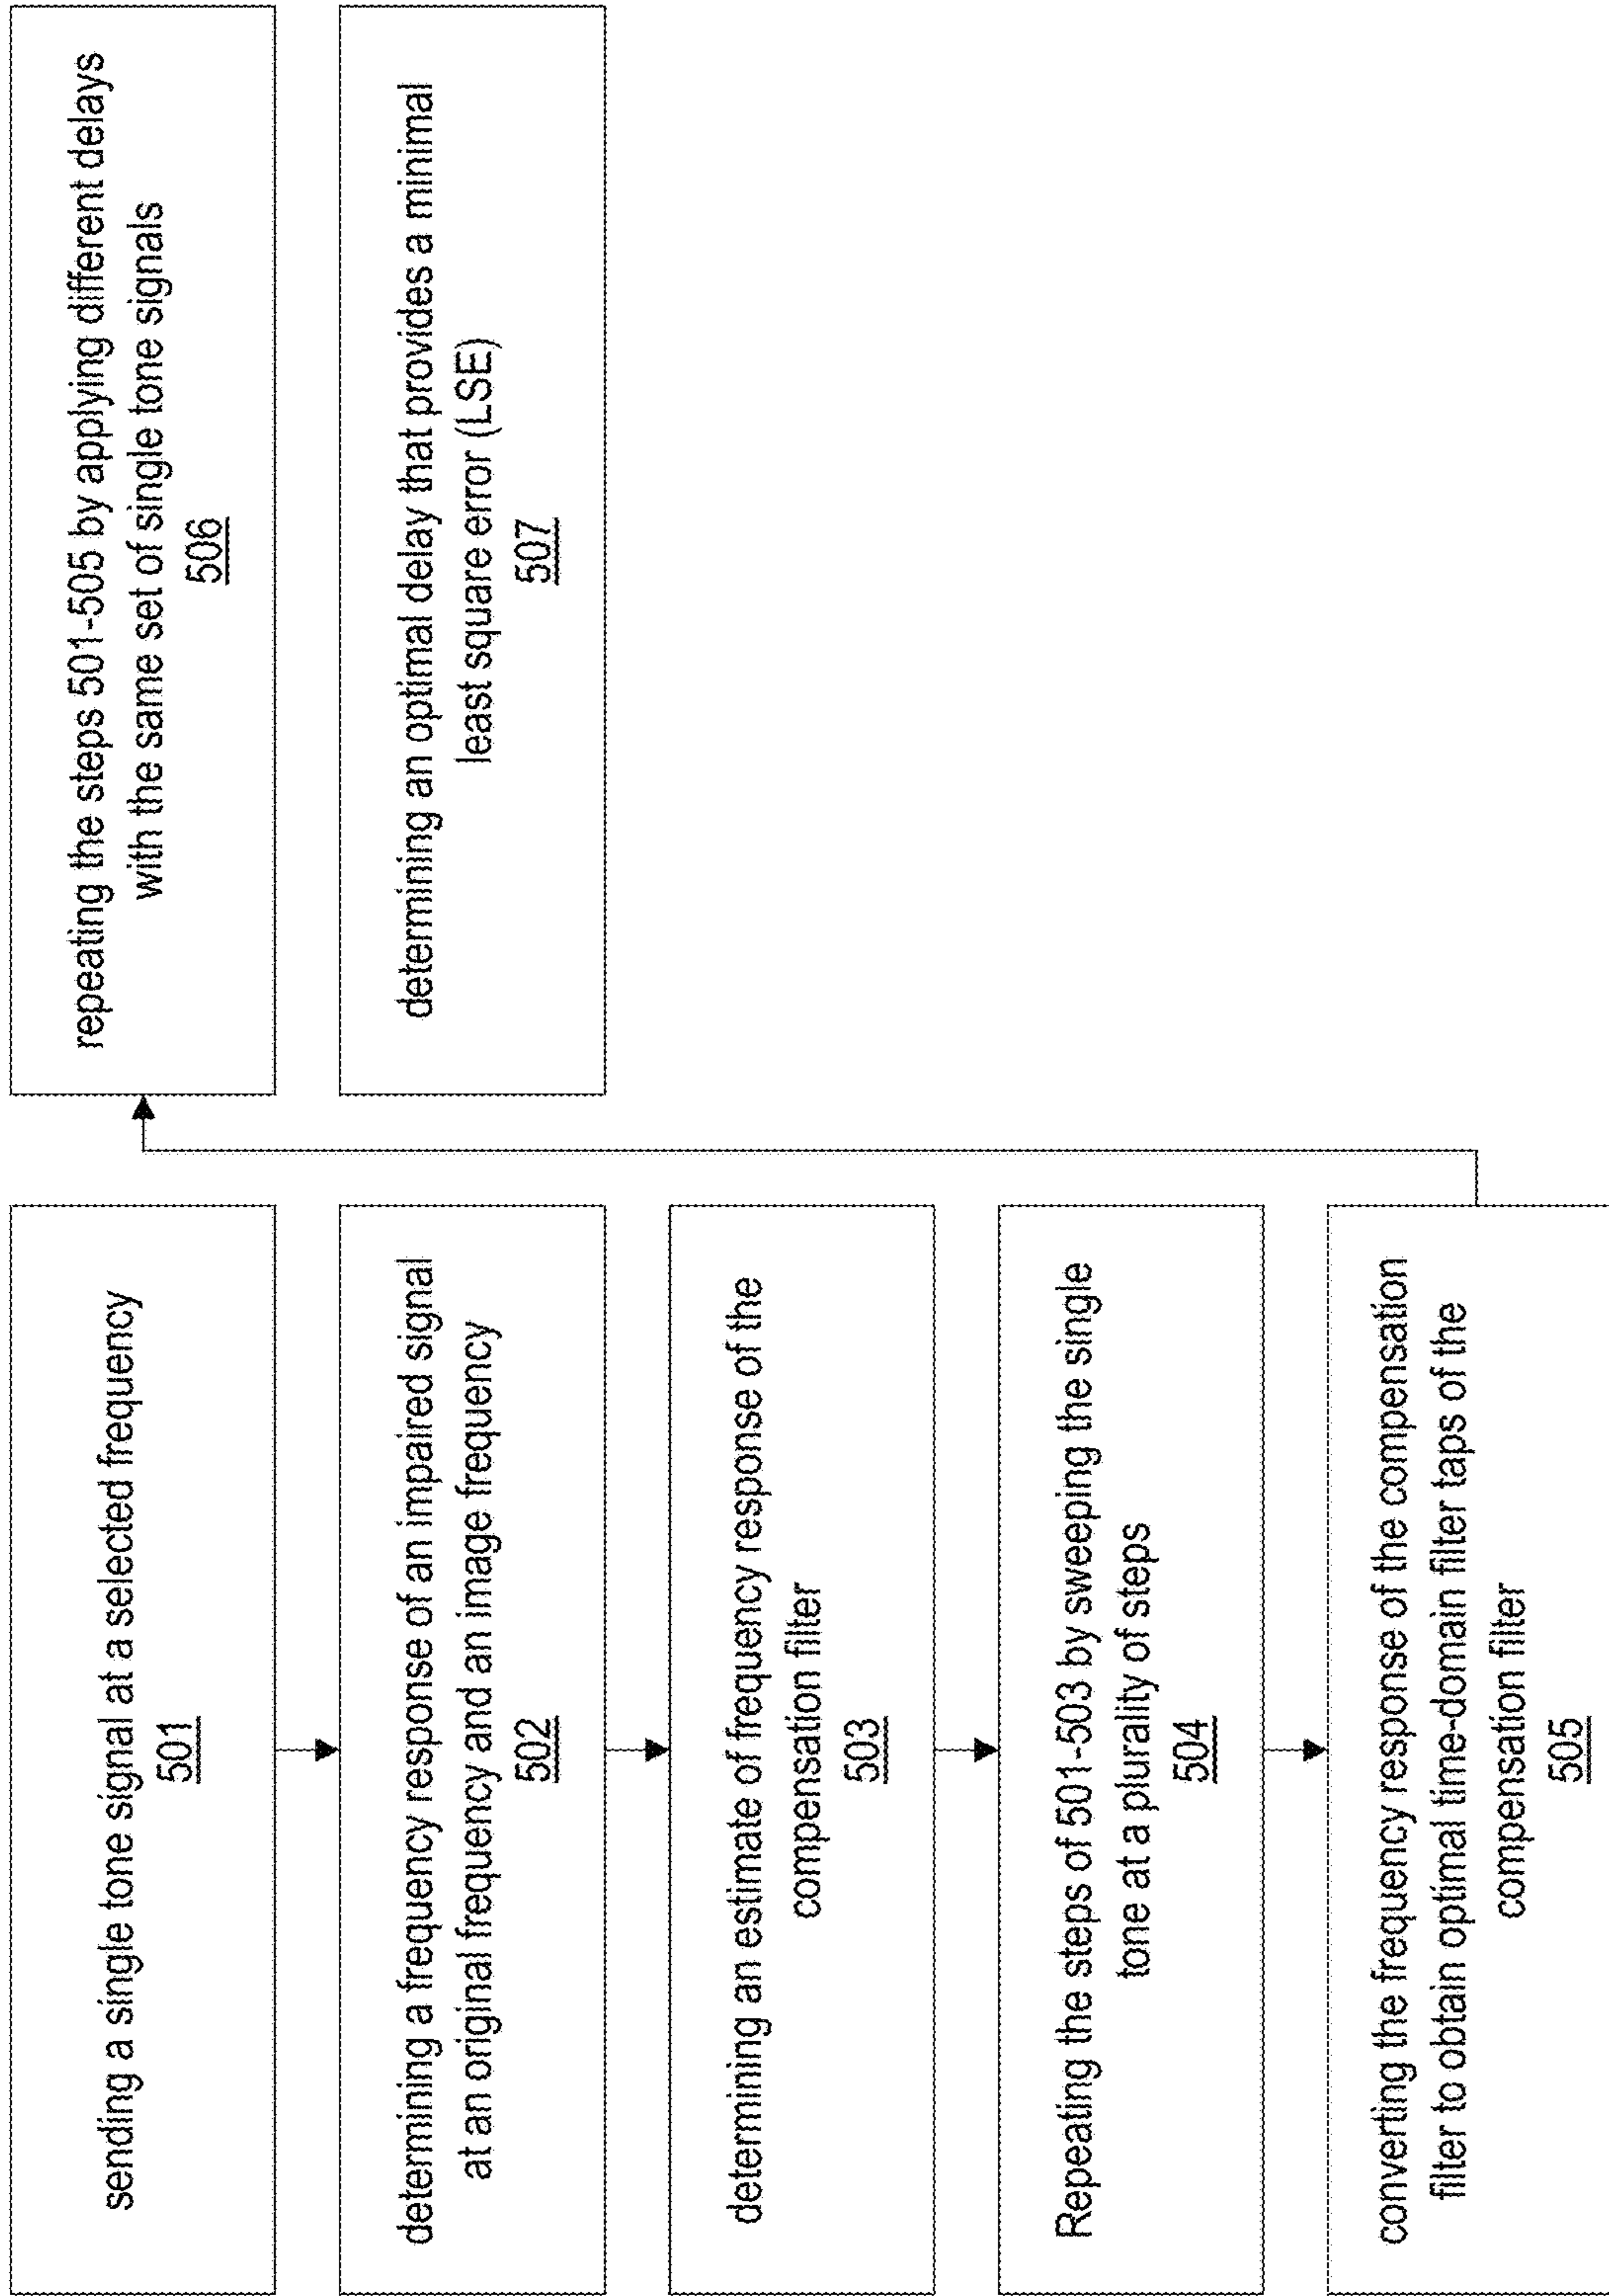 sending a single tone signal at a selected frequency
501
determining a frequency response of an impaired signal
at an original frequency and an image frequency
502
determining an estimate of frequency response of the
compensation filter
503
Repeating the steps of 501-503 by sweeping the single
tone at a plurality of steps
504
converting the frequency response of the compensation
filter to obtain optimal time-domain filter taps of the
compensation filter
505
repeating the steps 501-505 by applying different delays
with the same set of single tone signals
506
determining an optimal delay that provides a minimal
least square error (LSE)
507